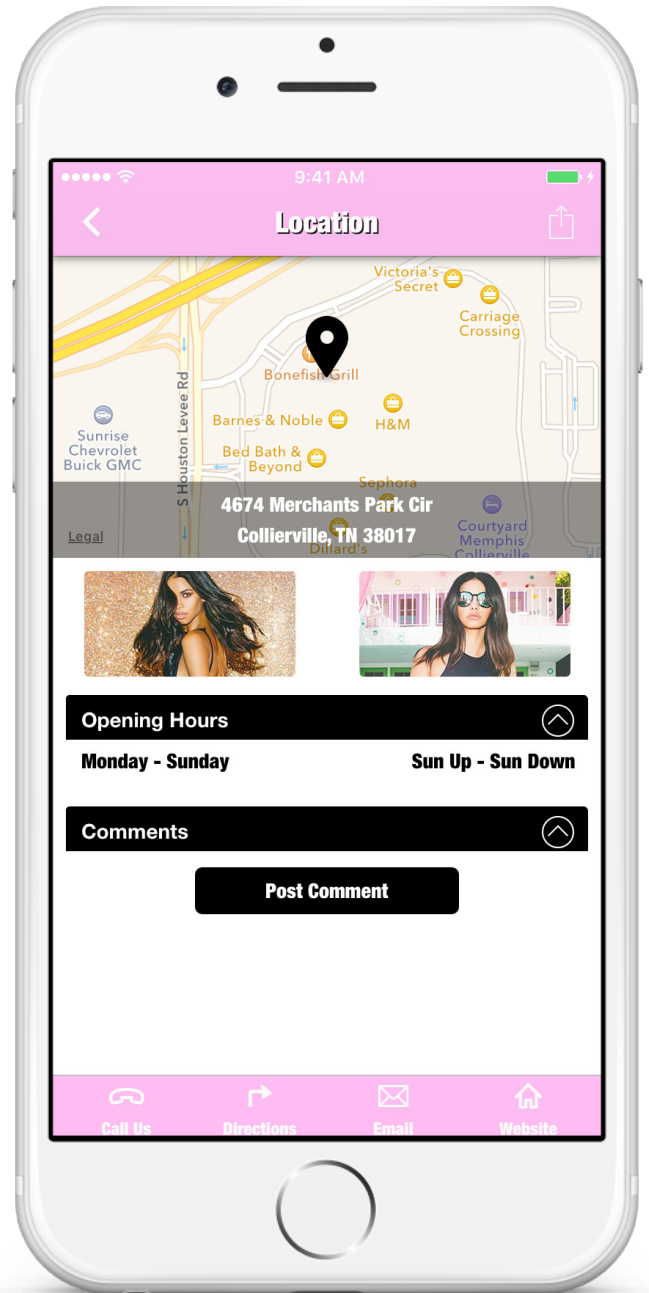 9:41 AM
Location
Victoria's
Secret
Carriage
Crossing
Bonefish Grill
S Houston Levee Rd
Barnes & Noble
H&M
Sunrise
Chevrolet
Buick GMC
Bed Bath &
Beyond
Sephora
4674 Merchants Park Cir
Collierville, TN 38017
Legal
Dillard's
Courtyard
Memphis
Collierville
Opening Hours
Monday - Sunday
Sun Up - Sun Down
Comments
Post Comment
Call Us
Directions
Email
Website